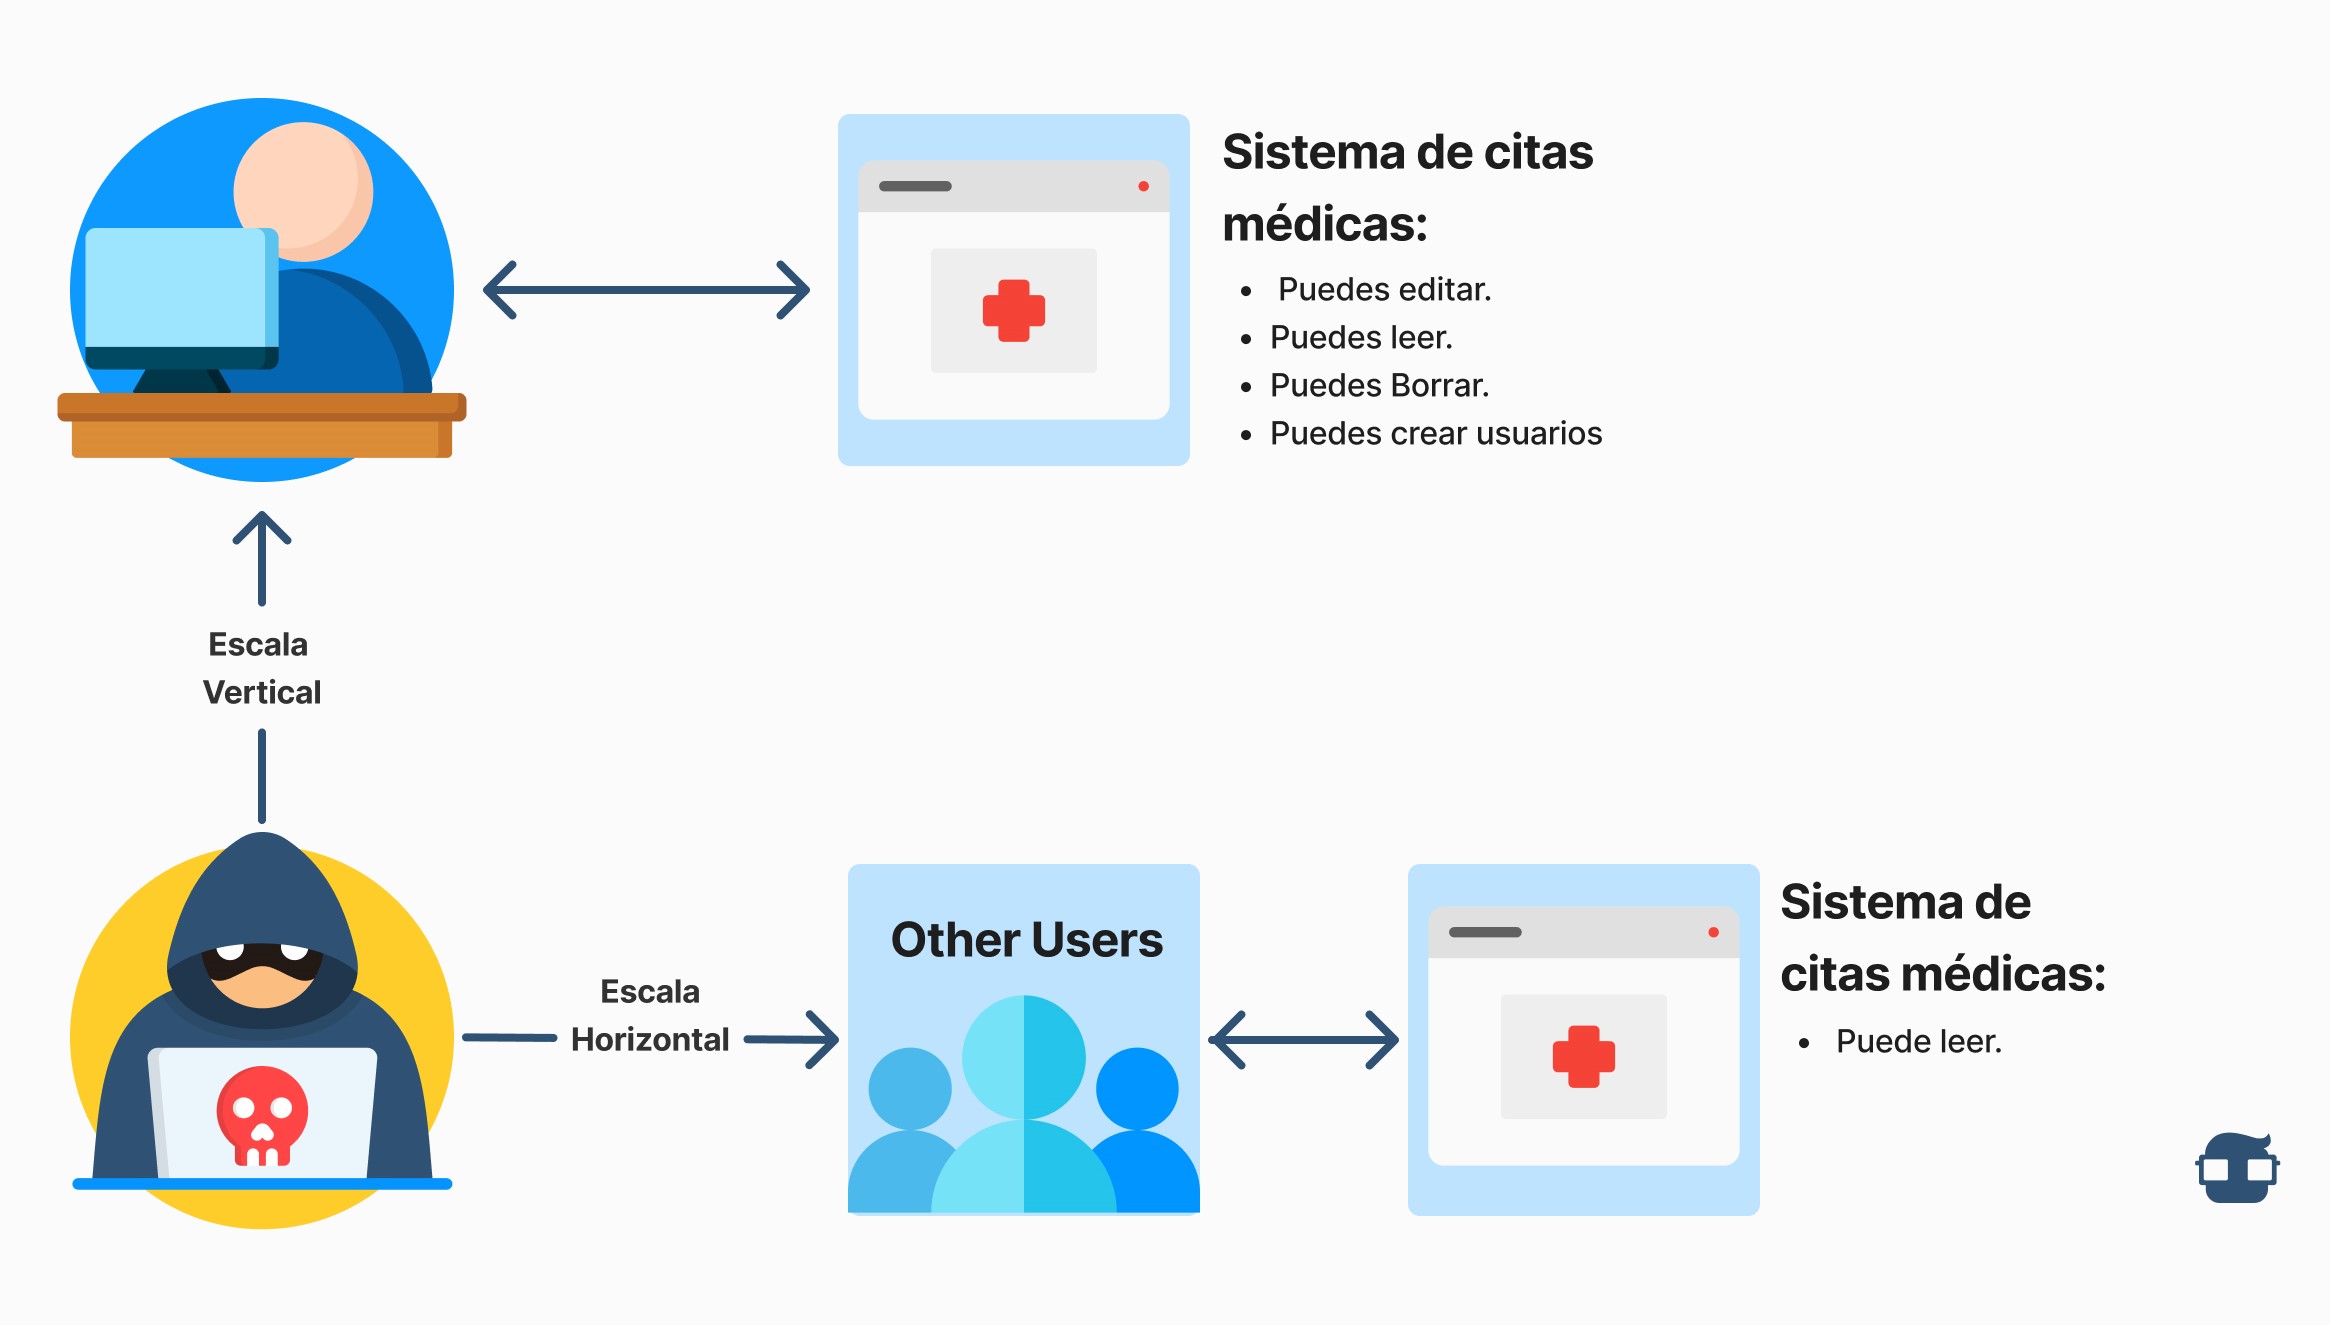 Sistema de citas
médicas:
Puedes editar.
Puedes leer.
Puedes Borrar.
Puedes crear usuarios
Escala
Vertical
Escala
Horizontal
Other Users
Sistema de
citas médicas:
Puede leer.